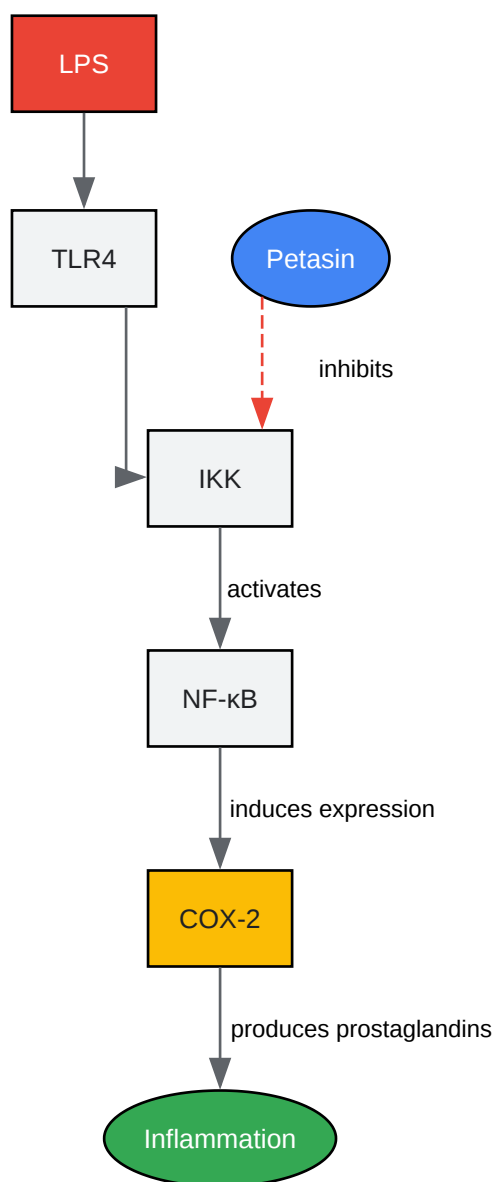 LPS
TLR4
Petasin
inhibits
IKK
activates
NF-κB
induces expression
COX-2
produces prostaglandins
Inflammation